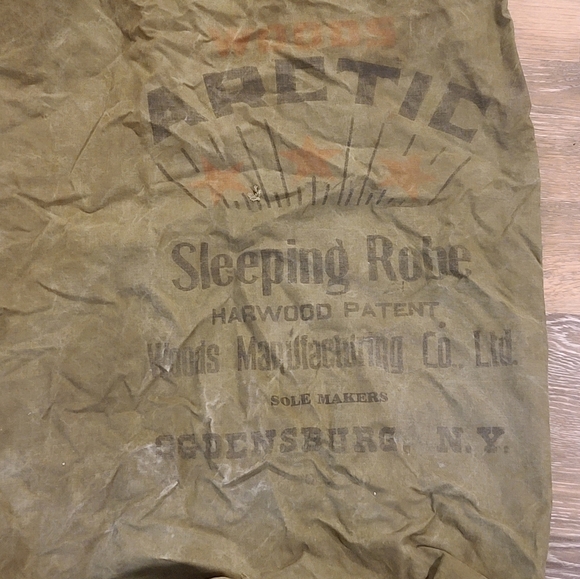 WOODS
ARCTIC
Sleeping Robe
HARWOOD PATENT
Woods Manufacturing Co., Ltd.
SOLE MAKERS
OGDENSBURG, N.Y.